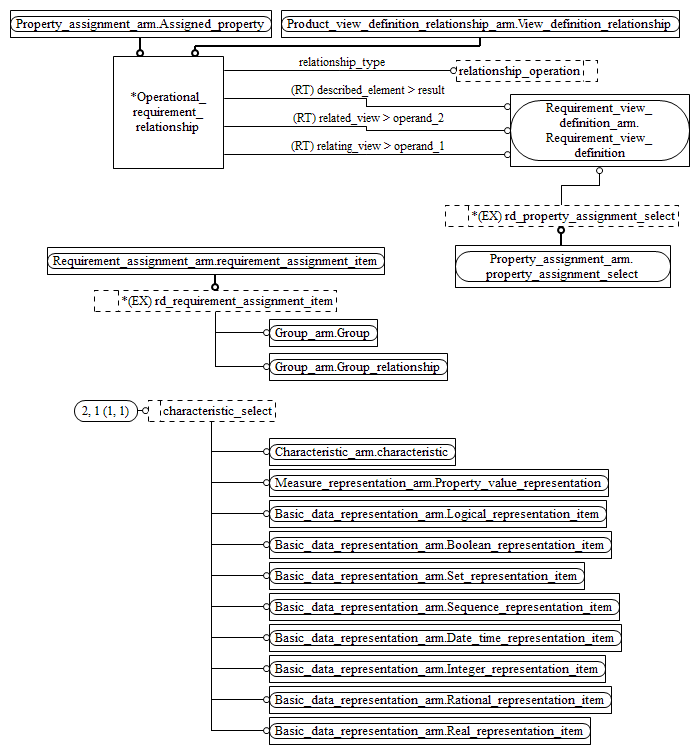 Property_assignment_arm.Assigned_property
Product_view_definition_relationship_arm.View_definition_relationship
*Operational_
requirement_
relationship
relationship_type
relationship_operation
(RT) described_element > result
(RT) related_view > operand_2
(RT) relating_view > operand_1
Requirement_view_
definition_arm.
Requirement_view_
definition
*(EX) rd_property_assignment_select
Property_assignment_arm.
property_assignment_select
Requirement_assignment_arm.requirement_assignment_item
*(EX) rd_requirement_assignment_item
Group_arm.Group
Group_arm.Group_relationship
2, 1 (1, 1)
characteristic_select
Characteristic_arm.characteristic
Measure_representation_arm.Property_value_representation
Basic_data_representation_arm.Logical_representation_item
Basic_data_representation_arm.Boolean_representation_item
Basic_data_representation_arm.Set_representation_item
Basic_data_representation_arm.Sequence_representation_item
Basic_data_representation_arm.Date_time_representation_item
Basic_data_representation_arm.Integer_representation_item
Basic_data_representation_arm.Rational_representation_item
Basic_data_representation_arm.Real_representation_item